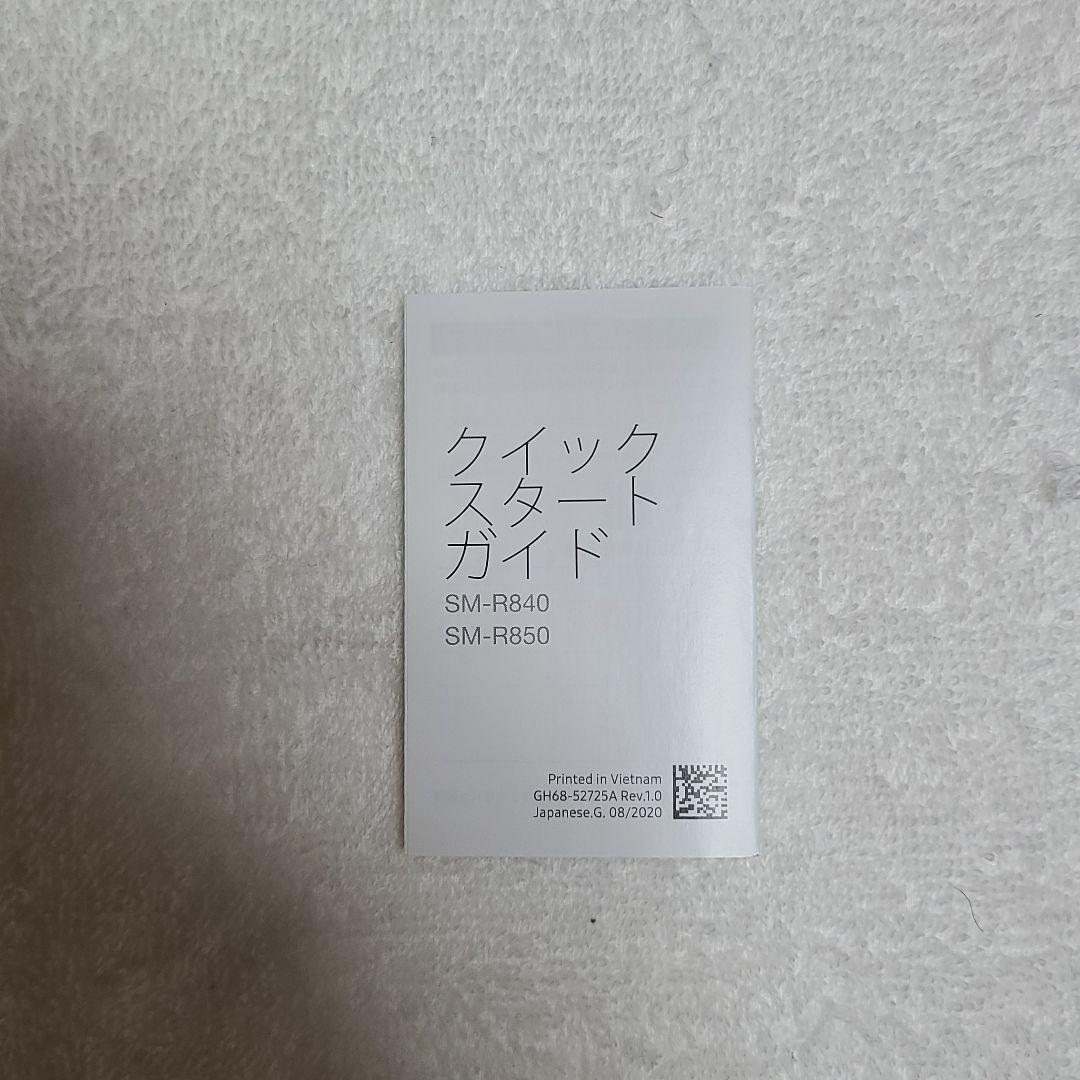 クイック
スタート
ガイド
SM-R840
SM-R850
Printed in Vietnam
GH68-52725A Rev.1.0
Japanese.G. 08/2020